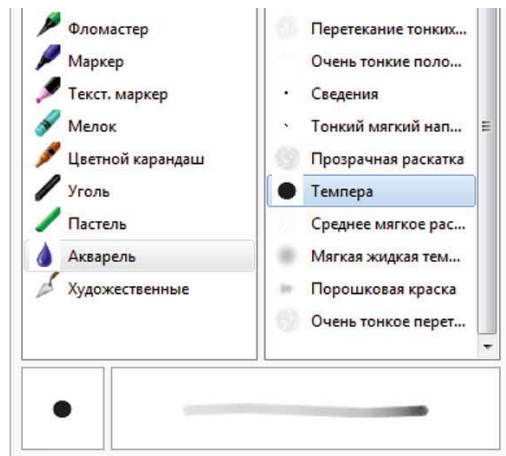 Фломастер
Маркер
Текст. маркер
Мелок
Цветной карандаш
Уголь
Пастель
Акварель
Художественные
Перетекание тонких...
Очень тонкие поло...
Сведения
Тонкий мягкий нап...
Прозрачная раскатка
Темпера
Среднее мягкое рас...
Мягкая жидкая тем...
Порошковая краска
Очень тонкое перет...